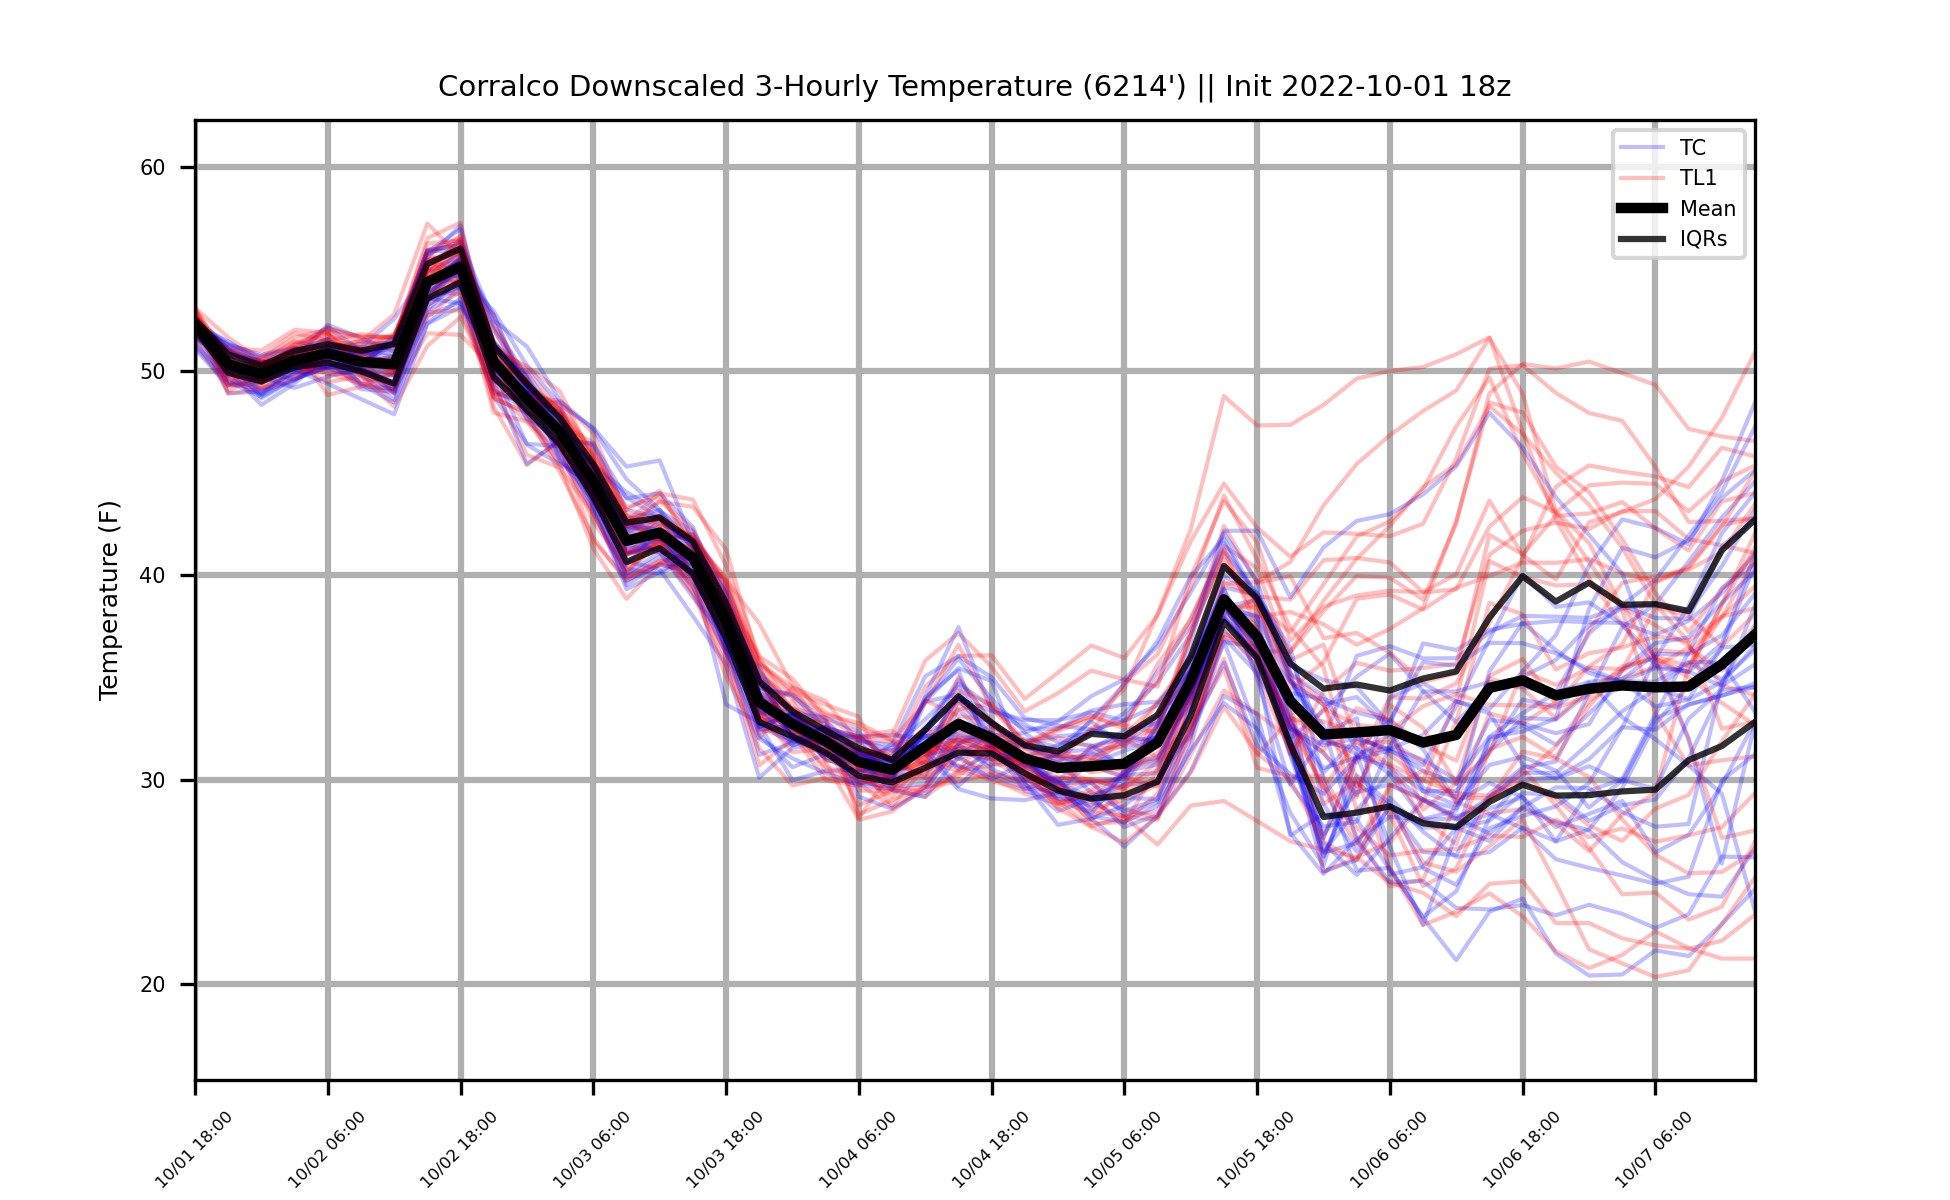 Corralco Downscaled 3-Hourly Temperature (6214') || Init 2022-10-01 18z
TC
TL1
Mean
IQRs
Temperature (F)
60
50
40
30
20
10/01 18:00
10/02 06:00
10/02 18:00
10/03 06:00
10/03 18:00
10/04 06:00
10/04 18:00
10/05 06:00
10/05 18:00
10/06 06:00
10/06 18:00
10/07 06:00